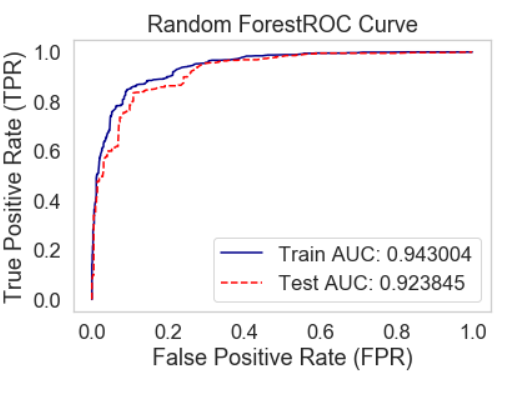 Random ForestROC Curve
True Positive Rate (TPR)
1.0
0.8
0.6
0.4
0.2
0.0
Train AUC: 0.943004
Test AUC: 0.923845
0.0 0.2 0.4 0.6 0.8 1.0
False Positive Rate (FPR)